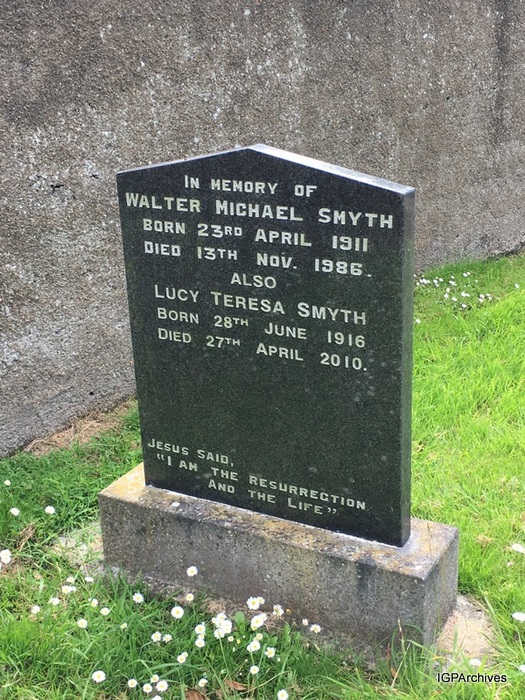 IN MEMORY OF
WALTER MICHAEL SMYTH
BORN 23RD APRIL 1911
DIED 13TH NOV. 1986.
ALSO
LUCY TERESA SMYTH
BORN 28TH JUNE 1916
DIED 27TH APRIL 2010.
JESUS SAID,
"I AM THE RESURRECTION
AND THE LIFE"
IGPArchives